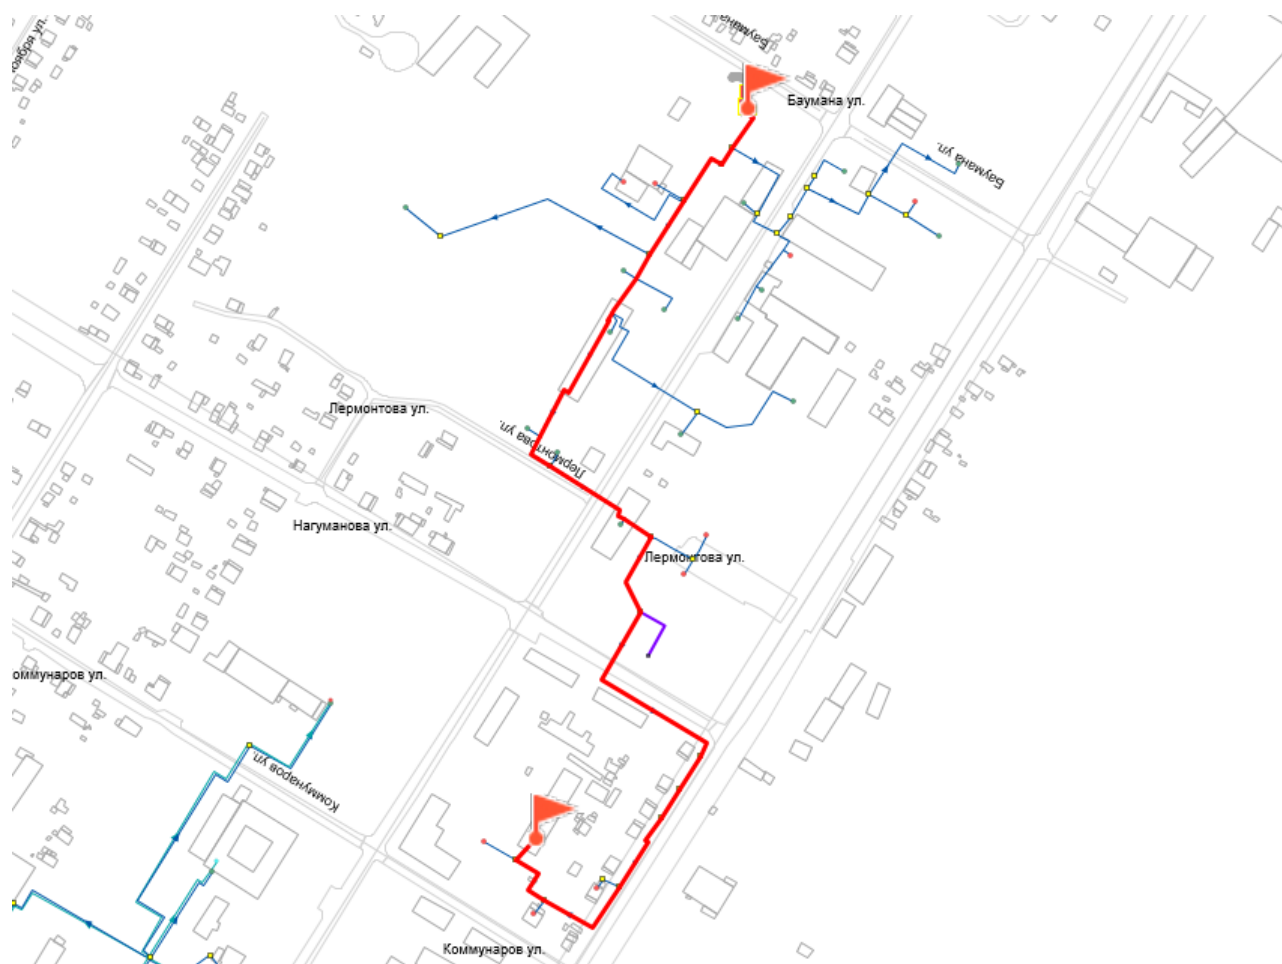 Баумана
оября ул.
Баумана ул.
Баумана ул.
Лермонтова ул.
Лермонтова ул.
Нагуманова ул.
Лермонтова ул.
оммунаров ул.
Коммунаров ул.
Коммунаров ул.